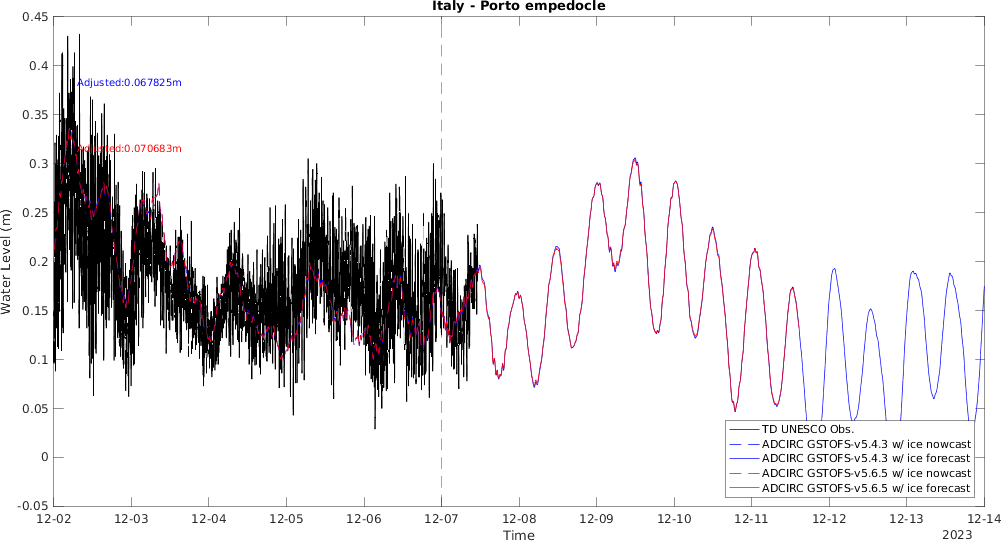 Italy - Porto empedocle
0.45
0.4
0.35
0.3
0.25
0.2
0.15
0.1
0.05
0
-0.05
Water Level (m)
Adjusted:0.067825m
Adjusted:0.070683m
TD UNESCO Obs.
ADCIRC GSTOFS-v5.4.3 w/ ice nowcast
ADCIRC GSTOFS-v5.4.3 w/ ice forecast
ADCIRC GSTOFS-v5.6.5 w/ ice nowcast
ADCIRC GSTOFS-v5.6.5 w/ ice forecast
12-02 12-03 12-04 12-05 12-06 12-07 12-08 12-09 12-10 12-11 12-12 12-13 12-14
Time
2023